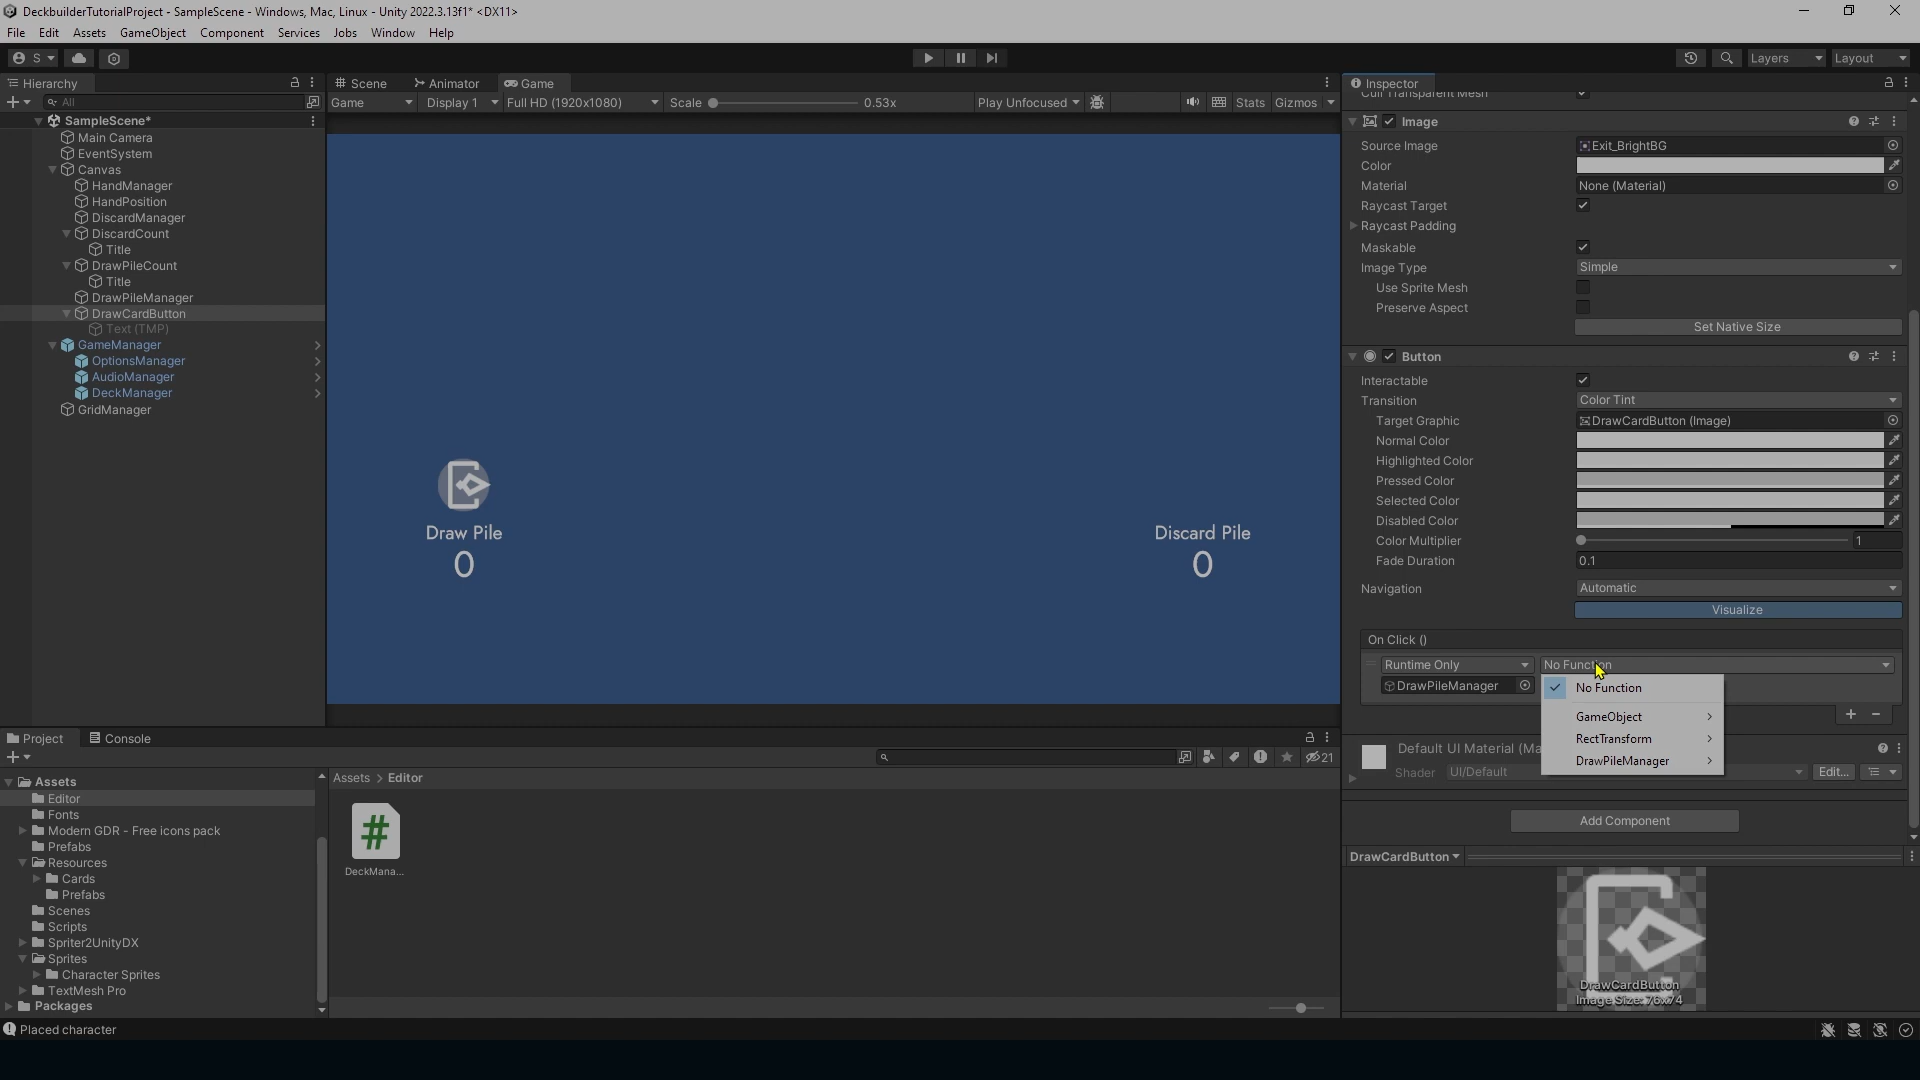 DeckbuilderTutorialProject - SampleScene - Windows, Mac, Linux - Unity 2022.3.13f1* <DX11>
File Edit Assets GameObject Component Services Jobs Window Help
S Layers Layout
Hierarchy
All
SampleScene*
Main Camera
EventSystem
Canvas
HandManager
HandPosition
DiscardManager
DiscardCount
Title
DrawPileCount
Title
DrawPileManager
DrawCardButton
Text (TMP)
GameManager
OptionsManager
AudioManager
DeckManager
GridManager
Scene Animator Game
Game Display 1 Full HD (1920x1080) Scale 0.53x Play Unfocused Stats Gizmos
Draw Pile
0
Discard Pile
0
Inspector
Cull Transparent Mesh
Image
Source Image Exit_BrightBG
Color
Material None (Material)
Raycast Target
Raycast Padding
Maskable
Image Type Simple
Use Sprite Mesh
Preserve Aspect
Set Native Size
Button
Interactable
Transition Color Tint
Target Graphic DrawCardButton (Image)
Normal Color
Highlighted Color
Pressed Color
Selected Color
Disabled Color
Color Multiplier 1
Fade Duration 0.1
Navigation Automatic
Visualize
On Click ()
Runtime Only No Function
DrawPileManager
No Function
GameObject
RectTransform
DrawPileManager
Default UI Material (Ma
Shader UI/Default Edit...
Add Component
DrawCardButton
DrawCardButton
Image Size: 76x74
Project Console
21
Assets
Editor
Fonts
Modern GDR - Free icons pack
Prefabs
Resources
Cards
Prefabs
Scenes
Scripts
Spriter2UnityDX
Sprites
Character Sprites
TextMesh Pro
Packages
Assets > Editor
#
DeckMana...
Placed character